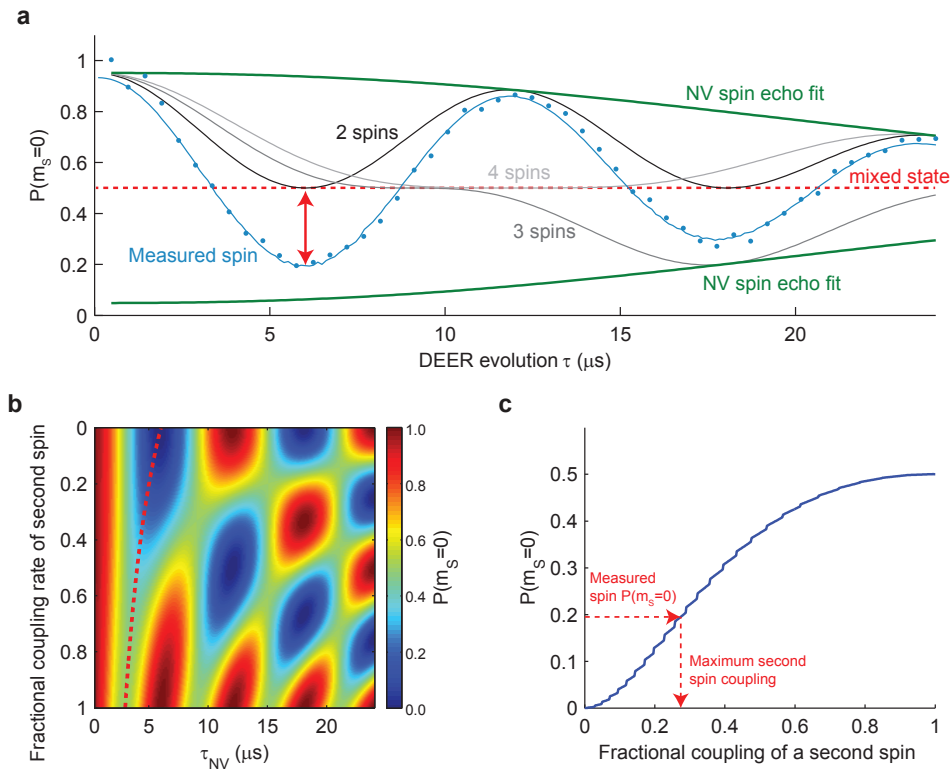 a
1
0.8
0.6
0.4
0.2
0
P(mS=0)
NV spin echo fit
2 spins
4 spins
mixed state
3 spins
Measured spin
NV spin echo fit
0
5
10
15
20
DEER evolution τ (μs)
b
0
0.2
0.4
0.6
0.8
1
Fractional coupling rate of second spin
0
5
10
15
20
τNV (μs)
1.0
0.8
0.6
0.4
0.2
0.0
P(mS=0)
c
0.5
0.4
0.3
0.2
0.1
0
P(mS=0)
Measured
spin P(mS=0)
Maximum second
spin coupling
0
0.2
0.4
0.6
0.8
1
Fractional coupling of a second spin